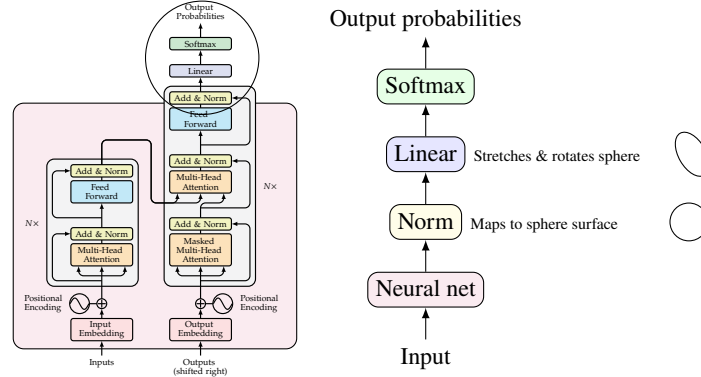 Output
Probabilities
Softmax
Linear
Add & Norm
Feed
Forward
Add & Norm
Multi-Head
Attention
Add & Norm
Masked
Multi-Head
Attention
N×
Add & Norm
Feed
Forward
N×
Add & Norm
Multi-Head
Attention
Positional
Encoding
Positional
Encoding
Input
Embedding
Output
Embedding
Inputs
Outputs
(shifted right)
Output probabilities
Softmax
Linear
Stretches & rotates sphere
Norm
Maps to sphere surface
Neural net
Input